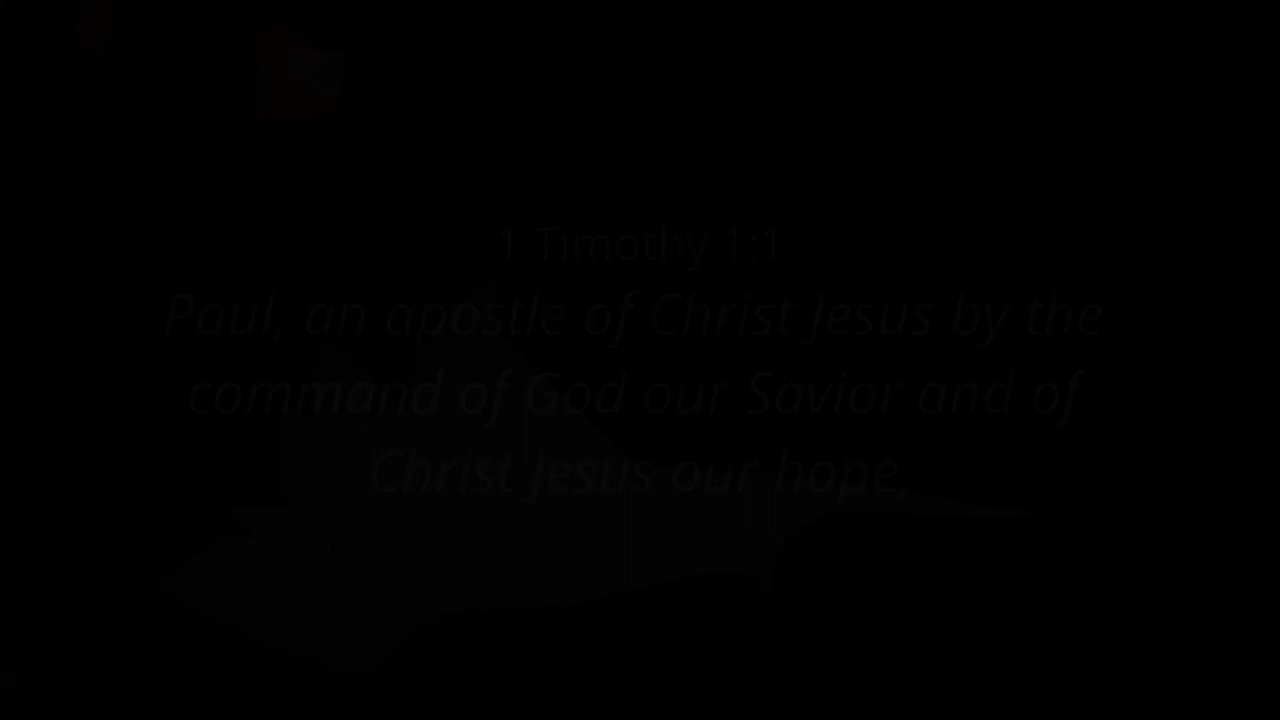 1 Timothy 1:1
Paul, an apostle of Christ Jesus by the
command of God our Savior and of
Christ Jesus our hope,